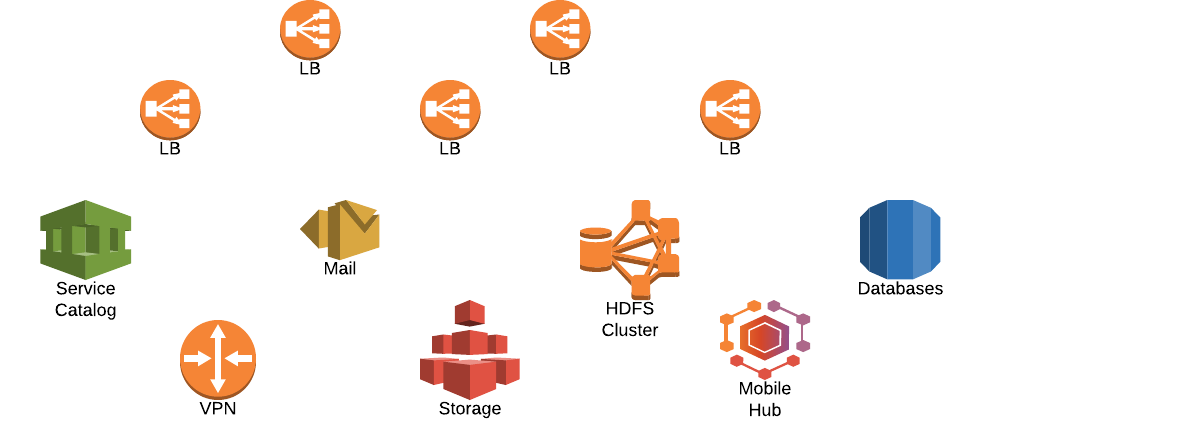 LB
LB
LB
LB
LB
Service
Catalog
Mail
HDFS
Cluster
Databases
VPN
Storage
Mobile
Hub